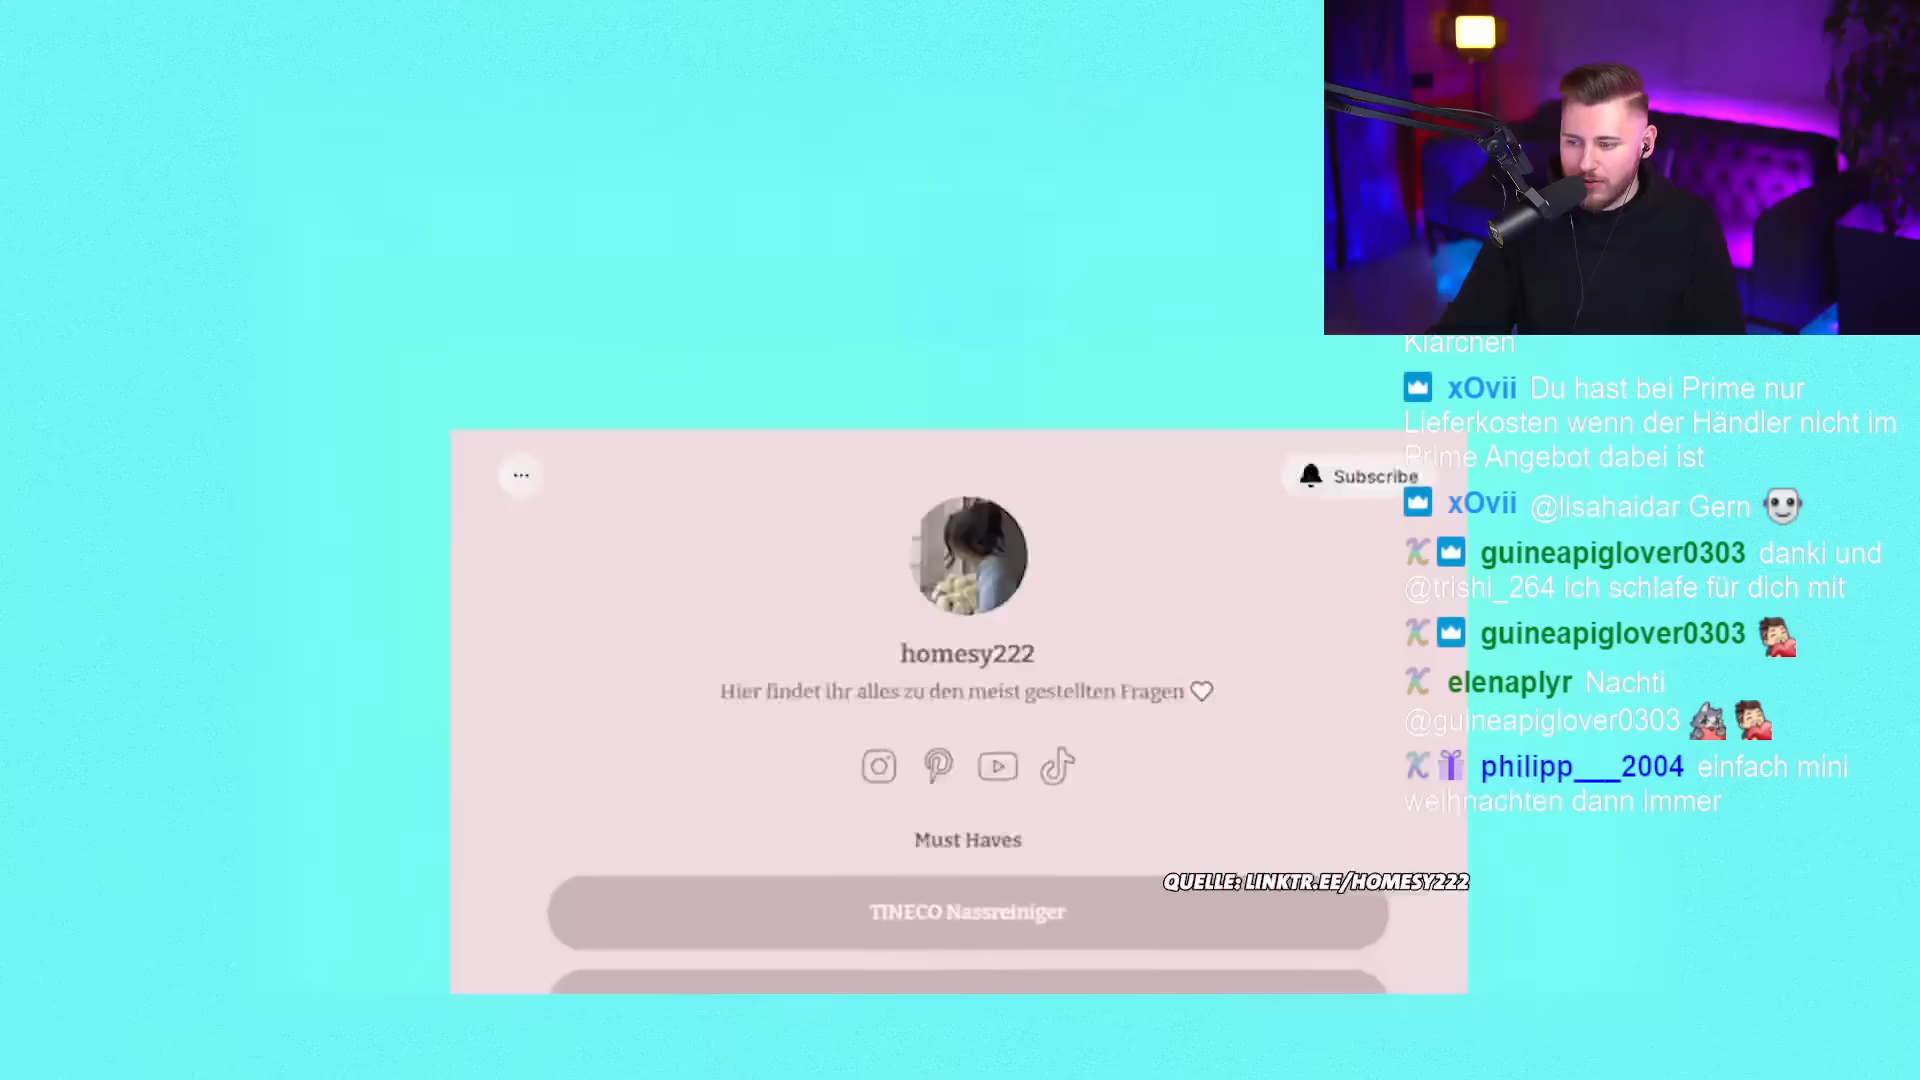 Klärchen
xOvii Du hast bei Prime nur
Lieferkosten wenn der Händler nicht im
Prime Angebot dabei ist
xOvii @lisahaidar Gern
guineapiglover0303 danki und
@trishi_264 ich schlafe für dich mit
guineapiglover0303
elenaplyr Nachti
@guineapiglover0303
philipp___2004 einfach mini
weihnachten dann immer
...
Subscribe
homesy222
Hier findet ihr alles zu den meist gestellten Fragen
Must Haves
QUELLE: LINKTR.EE/HOMESY222
TINECO Nassreiniger